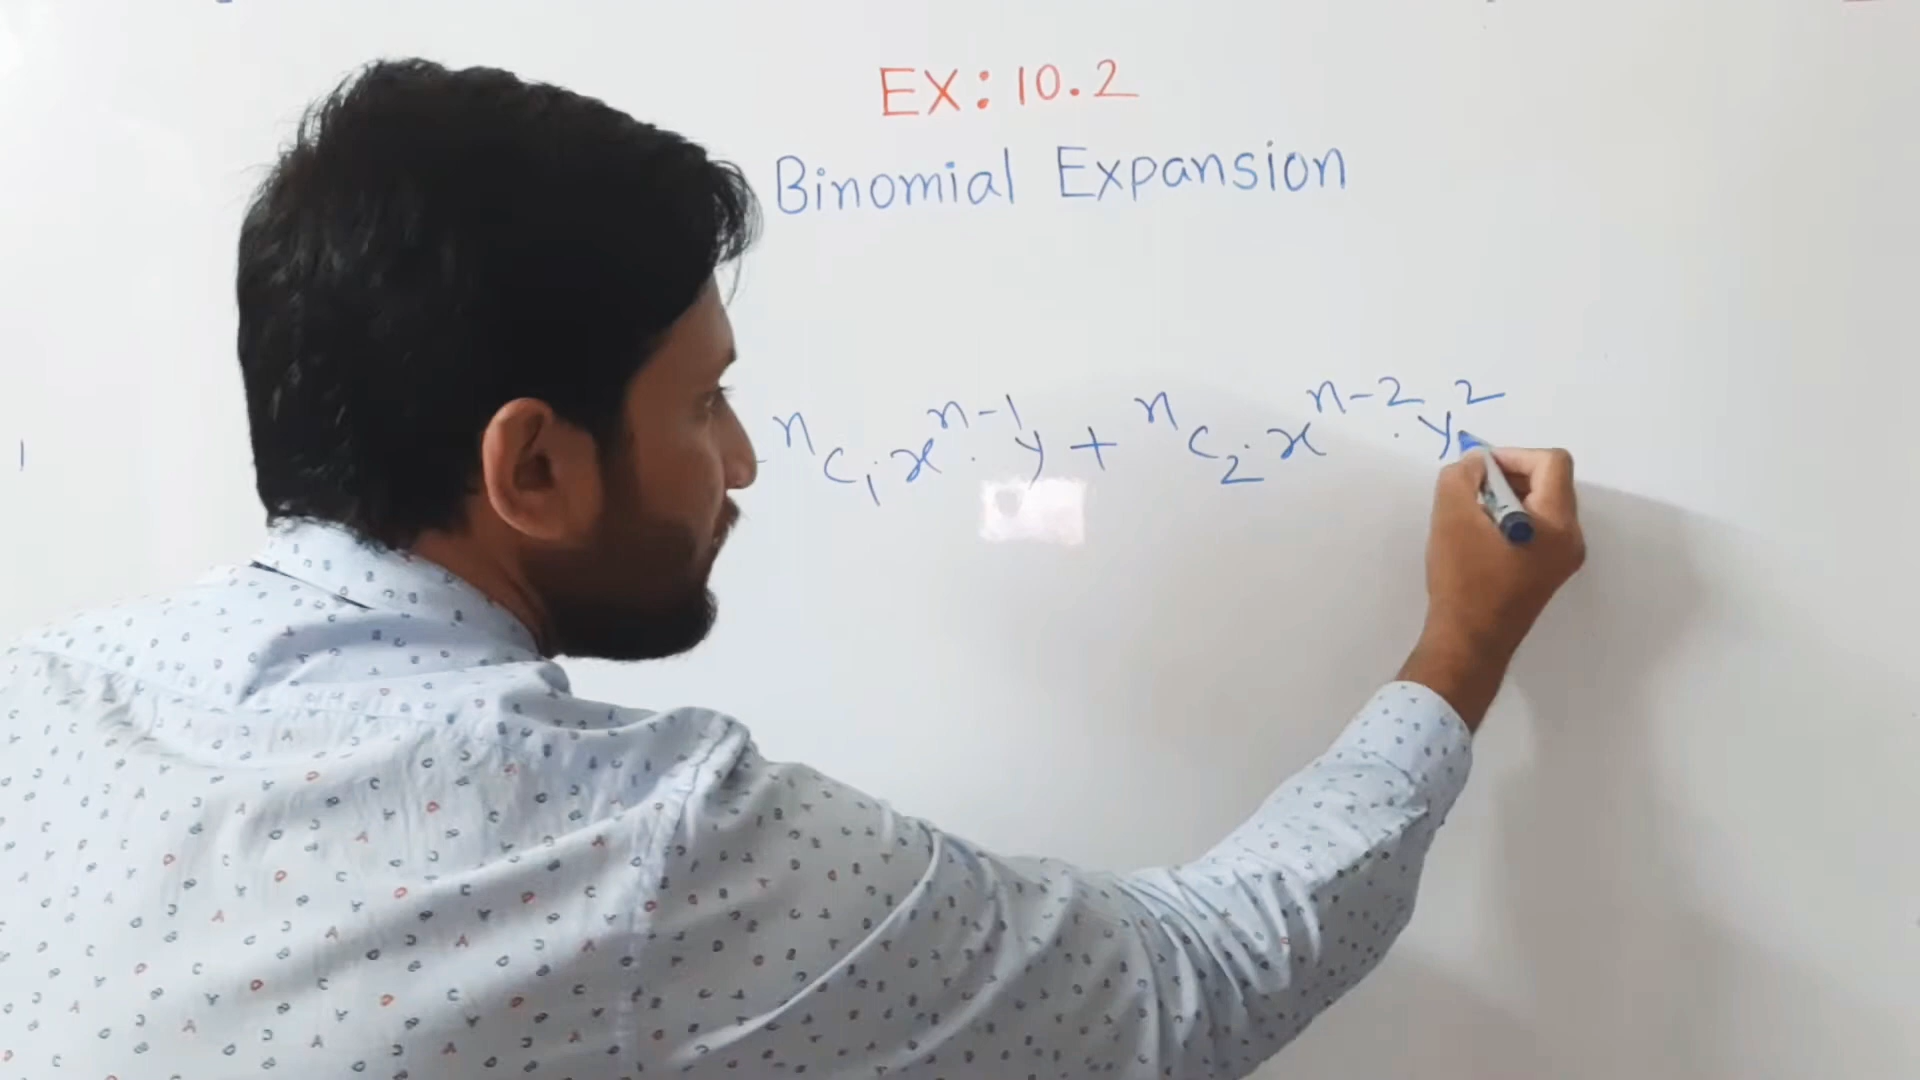 EX: 10.2
Binomial Expansion
ⁿC₁.xⁿ⁻¹.y + ⁿC₂.xⁿ⁻².y²